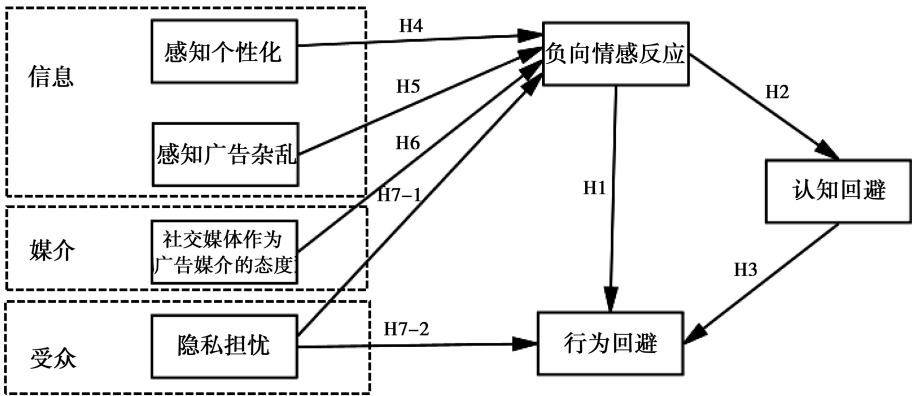 信息
感知个性化
感知广告杂乱
媒介
社交媒体作为
广告媒介的态度
受众
隐私担忧
H4
H5
H6
H7-1
H7-2
负向情感反应
H1
H2
认知回避
H3
行为回避